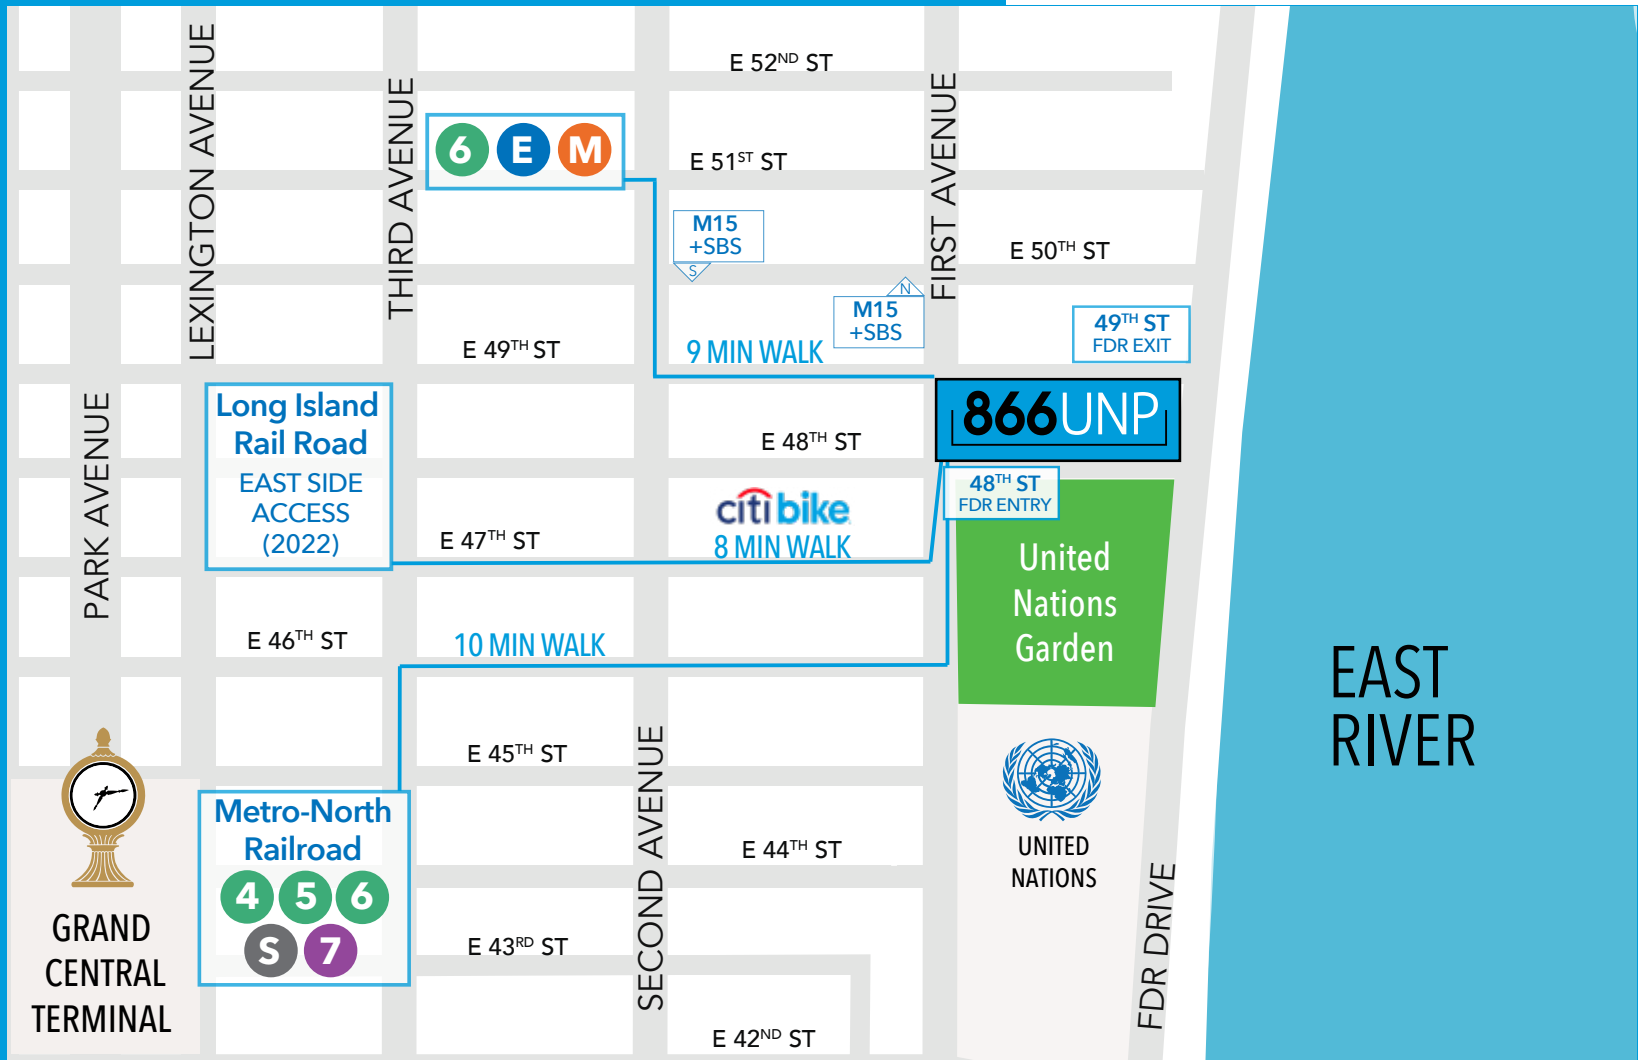 E 52ND ST
LEXINGTON AVENUE
THIRD AVENUE
FIRST AVENUE
6 E M
E 51ST ST
M15
+SBS
S
E 50TH ST
N
M15
+SBS
49TH ST
FDR EXIT
E 49TH ST
9 MIN WALK
PARK AVENUE
Long Island
Rail Road
EAST SIDE
ACCESS
(2022)
866UNP
E 48TH ST
48TH ST
FDR ENTRY
citi bike
8 MIN WALK
E 47TH ST
United
Nations
Garden
E 46TH ST
10 MIN WALK
EAST
RIVER
E 45TH ST
SECOND AVENUE
Metro-North
Railroad
4 5 6
S 7
E 44TH ST
UNITED
NATIONS
FDR DRIVE
GRAND
CENTRAL
TERMINAL
E 43RD ST
E 42ND ST